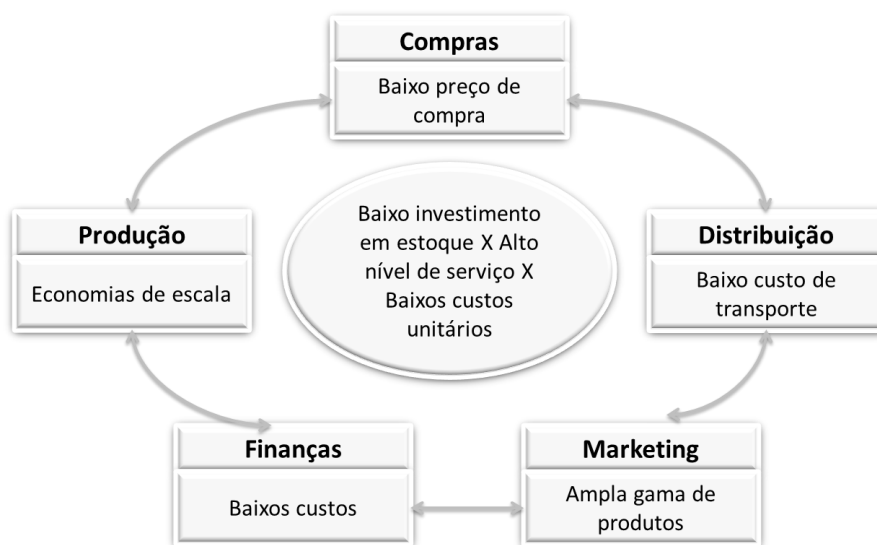 Compras
Baixo preço de
compra
Produção
Economias de escala
Baixo investimento
em estoque X Alto
nível de serviço X
Baixos custos
unitários
Distribuição
Baixo custo de
transporte
Finanças
Baixos custos
Marketing
Ampla gama de
produtos